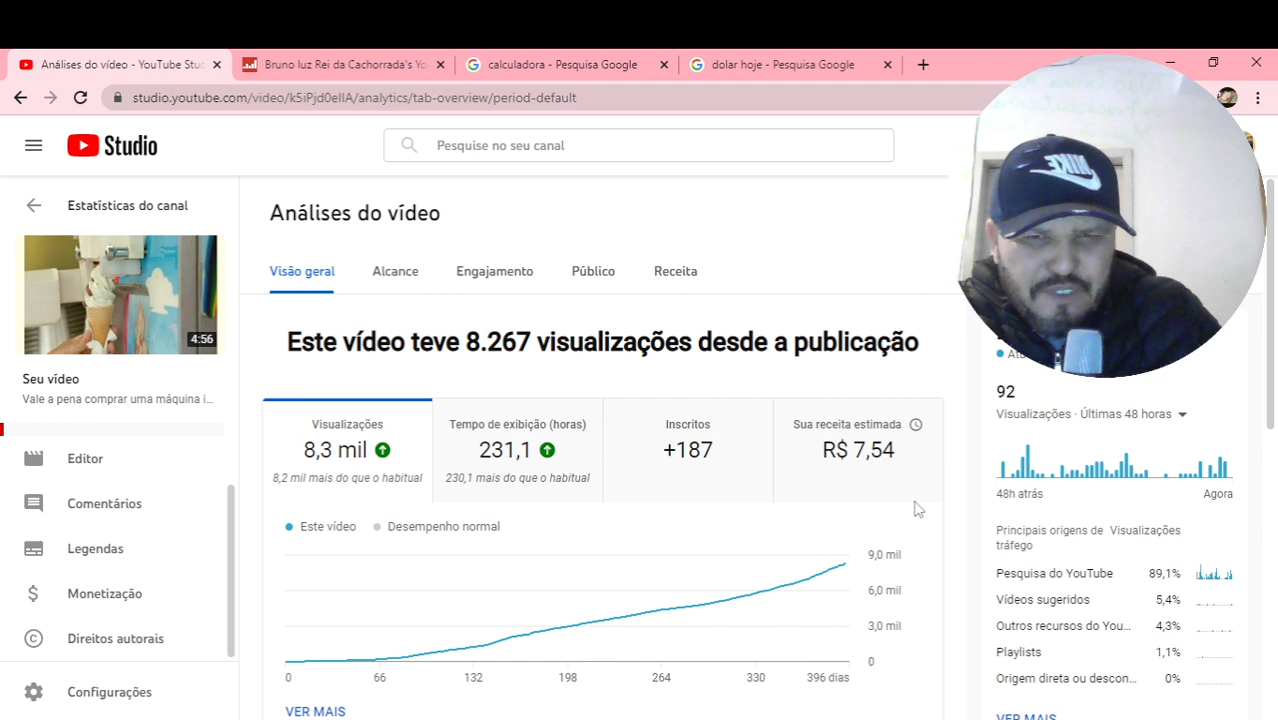 Análises do vídeo - YouTube Stu
Bruno luz Rei da Cachorrada's Yo
calculadora - Pesquisa Google
dolar hoje - Pesquisa Google
studio.youtube.com/video/k5iPjd0eIIA/analytics/tab-overview/period-default
Studio
Pesquise no seu canal
Estatísticas do canal
4:56
Seu vídeo
Vale a pena comprar uma máquina i...
Editor
Comentários
Legendas
Monetização
Direitos autorais
Configurações
Análises do vídeo
Visão geral
Alcance
Engajamento
Público
Receita
Este vídeo teve 8.267 visualizações desde a publicação
Visualizações
8,3 mil
8,2 mil mais do que o habitual
Tempo de exibição (horas)
231,1
230,1 mais do que o habitual
Inscritos
+187
Sua receita estimada
R$ 7,54
Este vídeo
Desempenho normal
9,0 mil
6,0 mil
3,0 mil
0
0 66 132 198 264 330 396 dias
VER MAIS
92
Visualizações · Últimas 48 horas
48h atrás
Agora
Principais origens de tráfego
Visualizações
Pesquisa do YouTube 89,1%
Vídeos sugeridos 5,4%
Outros recursos do You... 4,3%
Playlists 1,1%
Origem direta ou descon... 0%
VER MAIS